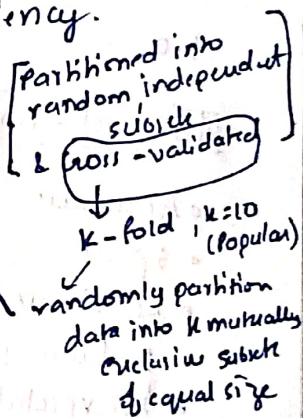 ency.
[Partitioned into
random independent
subsets
& cross-validated]
↓
K-fold, k=10
(Popular)
randomly partition
data into k mutually
exclusive subsets
of equal size